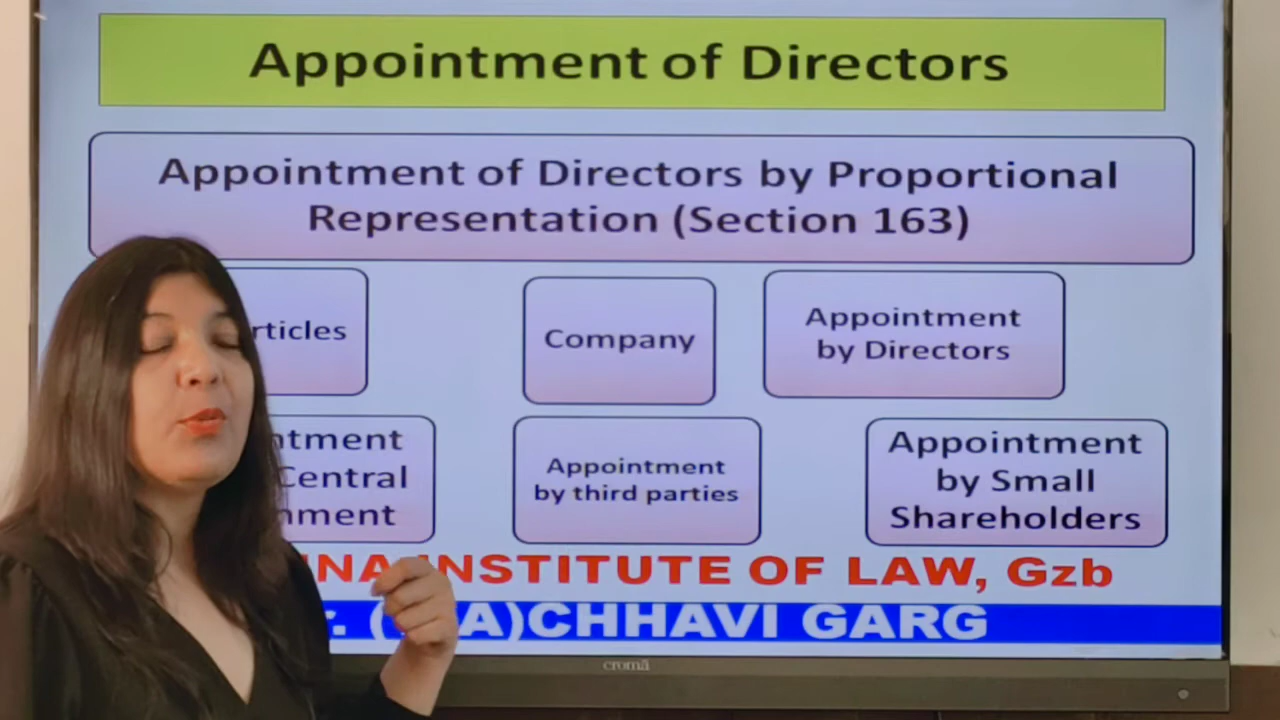 Appointment of Directors
Appointment of Directors by Proportional
Representation (Section 163)
rticles
Company
Appointment
by Directors
ntment
Central
nment
Appointment
by third parties
Appointment
by Small
Shareholders
NA INSTITUTE OF LAW, Gzb
r. ( A)CHHAVI GARG
croma